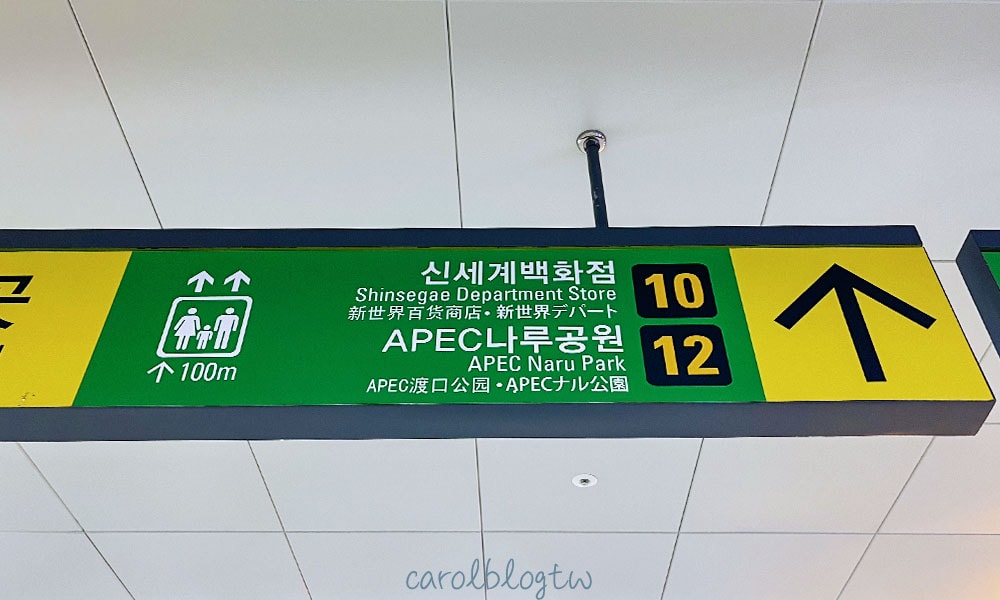 100m
신세계백화점
Shinsegae Department Store
新世界百货商店・新世界デパート
10
APEC나루공원
APEC Naru Park
APEC渡口公园・APECナル公園
12
carolblogtw